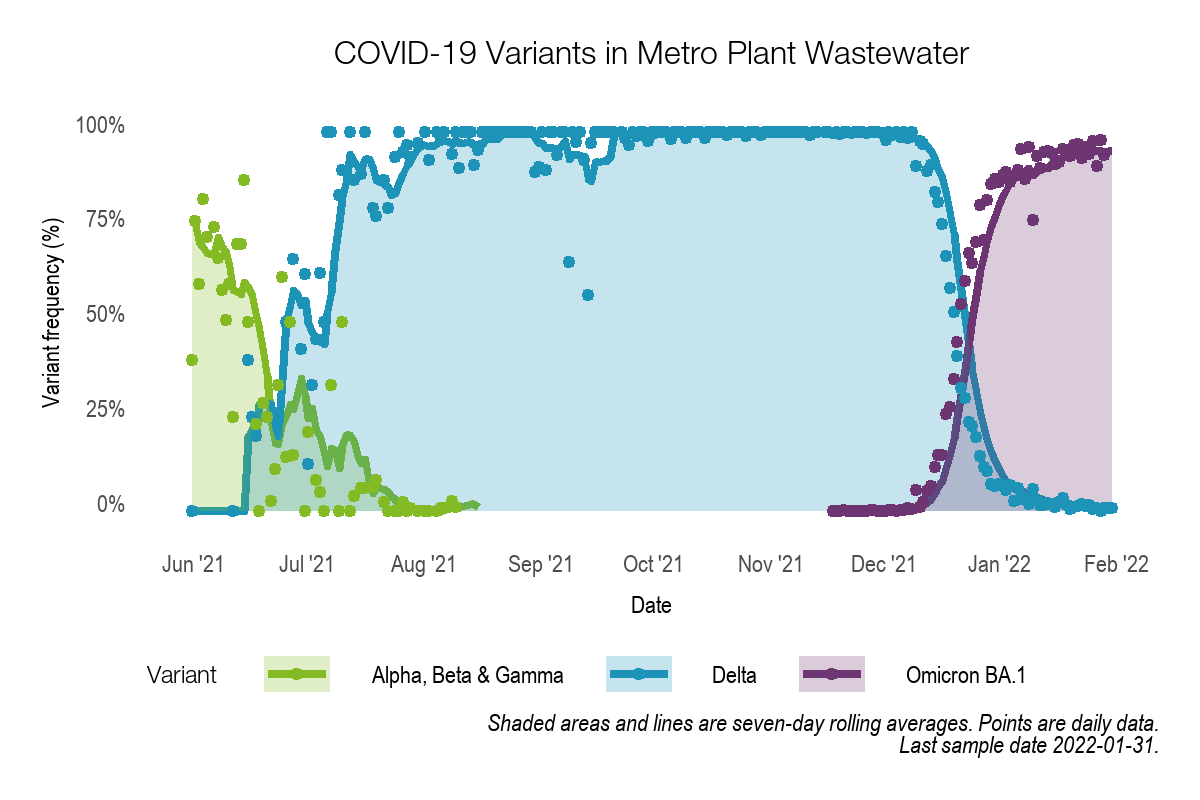 COVID-19 Variants in Metro Plant Wastewater
100%
75%
50%
25%
0%
Variant frequency (%)
Jun '21 Jul '21 Aug '21 Sep '21 Oct '21 Nov '21 Dec '21 Jan '22 Feb '22
Date
Variant Alpha, Beta & Gamma Delta Omicron BA.1
Shaded areas and lines are seven-day rolling averages. Points are daily data.
Last sample date 2022-01-31.